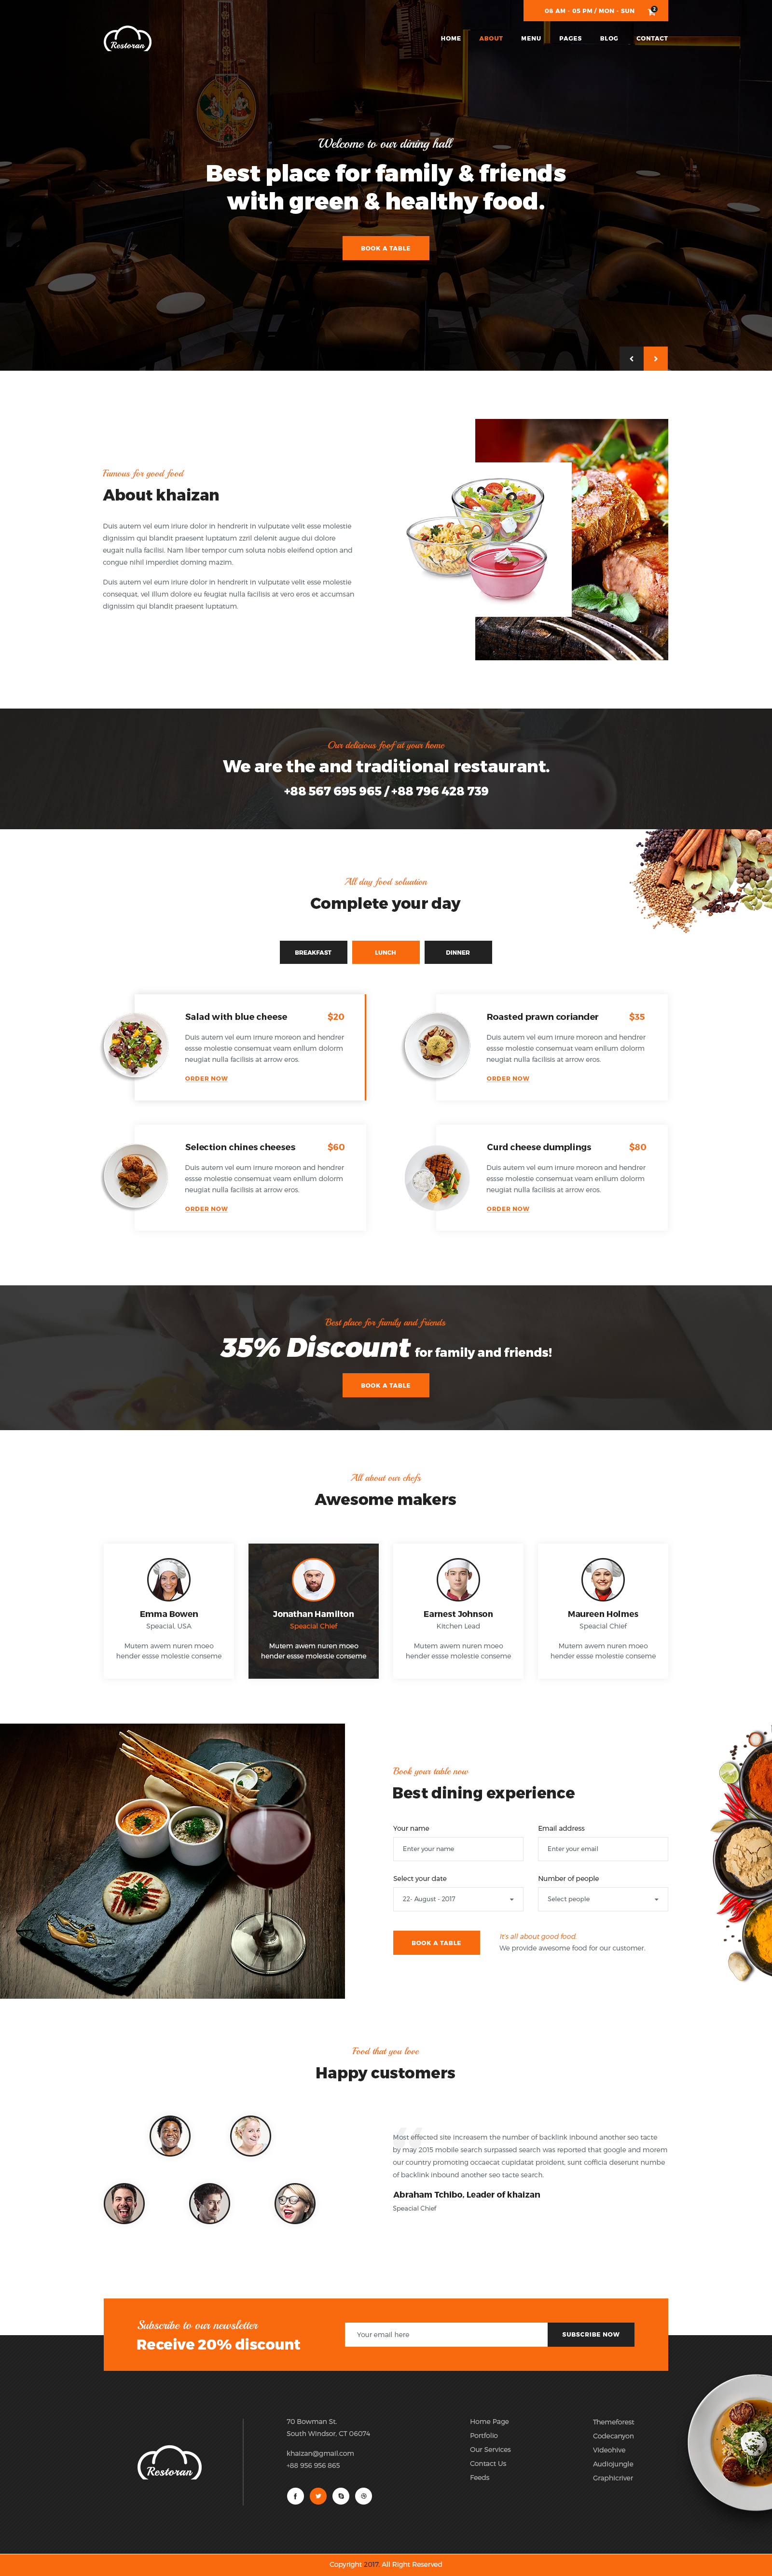 06 AM - 05 PM / MON - SUN
2
Restoran
HOME ABOUT MENU PAGES BLOG CONTACT
Welcome to our dining hall
Best place for family & friends
with green & healthy food.
BOOK A TABLE
Famous for good food
About khaizan
Duis autem vel eum iriure dolor in hendrerit in vulputate velit esse molestie
dignissim qui blandit praesent luptatum zzril delenit augue dui dolore
eugait nulla facilisi. Nam liber tempor cum soluta nobis eleifend option and
congue nihil imperdiet doming mazim.
Duis autem vel eum iriure dolor in hendrerit in vulputate velit esse molestie
consequat, vel illum dolore eu feugiat nulla facilisis at vero eros et accumsan
dignissim qui blandit praesent luptatum.
Our delicious foof at your home
We are the and traditional restaurant.
+88 567 695 965 / +88 796 428 739
All day food soluation
Complete your day
BREAKFAST LUNCH DINNER
Salad with blue cheese $20
Duis autem vel eum irnure moreon and hendrer
essse molestie consemuat veam enllum dolorm
neugiat nulla facilisis at arrow eros.
ORDER NOW
Roasted prawn coriander $35
Duis autem vel eum irnure moreon and hendrer
essse molestie consemuat veam enllum dolorm
neugiat nulla facilisis at arrow eros.
ORDER NOW
Selection chines cheeses $60
Duis autem vel eum irnure moreon and hendrer
essse molestie consemuat veam enllum dolorm
neugiat nulla facilisis at arrow eros.
ORDER NOW
Curd cheese dumplings $80
Duis autem vel eum irnure moreon and hendrer
essse molestie consemuat veam enllum dolorm
neugiat nulla facilisis at arrow eros.
ORDER NOW
Best place for family and friends
35% Discount for family and friends!
BOOK A TABLE
All about our chefs
Awesome makers
Emma Bowen
Speacial, USA
Mutem awem nuren moeo
hender essse molestie conseme
Jonathan Hamilton
Speacial Chief
Mutem awem nuren moeo
hender essse molestie conseme
Earnest Johnson
Kitchen Lead
Mutem awem nuren moeo
hender essse molestie conseme
Maureen Holmes
Speacial Chief
Mutem awem nuren moeo
hender essse molestie conseme
Book your table now
Best dining experience
Your name Email address
Enter your name Enter your email
Select your date Number of people
22- August - 2017 Select people
BOOK A TABLE
It's all about good food
We provide awesome food for our customer.
Food that you love
Happy customers
Most effected site increasem the number of backlink inbound another seo tacte
by may 2015 mobile search surpassed search was reported that google and morem
our country promoting occaecat cupidatat proident, sunt cofficia deserunt numbe
of backlink inbound another seo tacte search.
Abraham Tchibo, Leader of khaizan
Speacial Chief
Subscribe to our newsletter
Receive 20% discount
Your email here
SUBSCRIBE NOW
Restoran
70 Bowman St.
South Windsor, CT 06074
khaizan@gmail.com
+88 956 956 865
Home Page
Portfolio
Our Services
Contact Us
Feeds
Themeforest
Codecanyon
Videohive
Audiojungle
Graphicriver
Copyright 2017. All Right Reserved